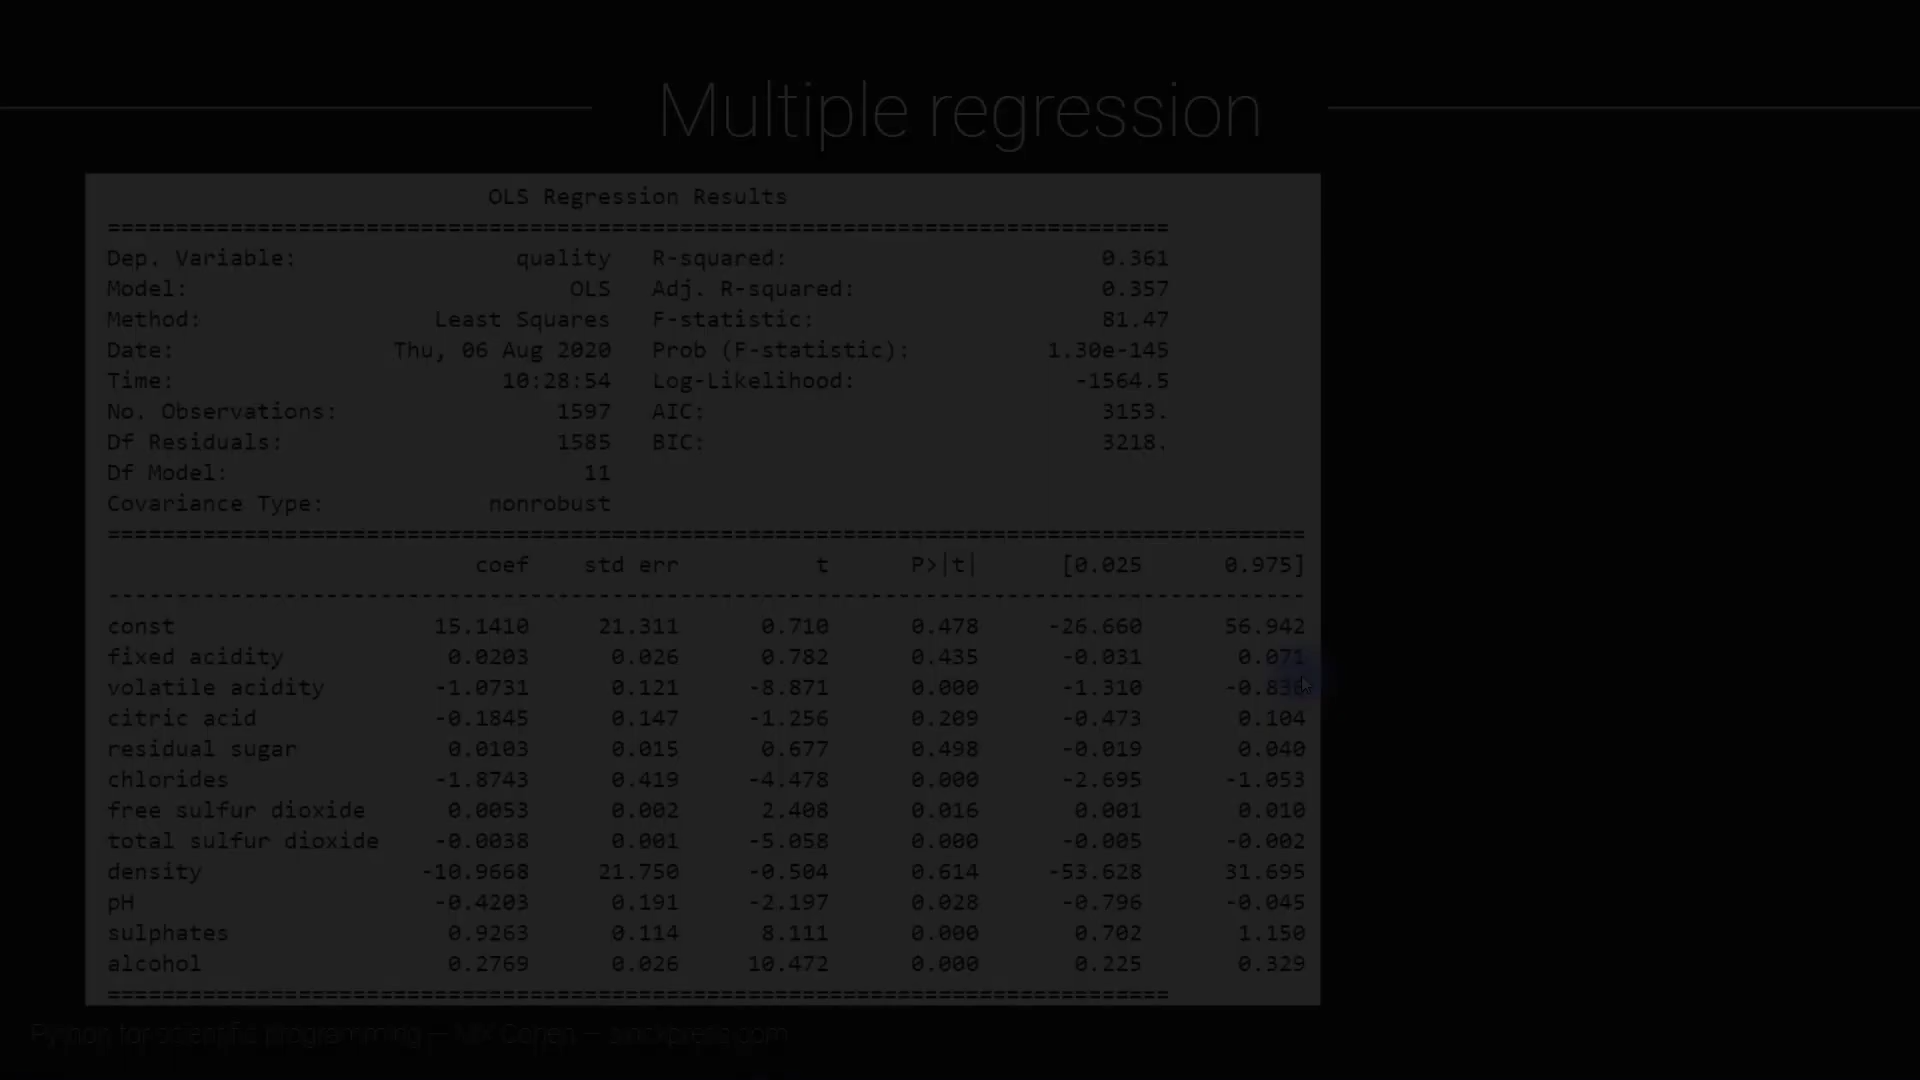 Multiple regression
OLS Regression Results
==============================================================================
Dep. Variable: quality R-squared: 0.361
Model: OLS Adj. R-squared: 0.357
Method: Least Squares F-statistic: 81.47
Date: Thu, 06 Aug 2020 Prob (F-statistic): 1.30e-145
Time: 10:28:54 Log-Likelihood: -1564.5
No. Observations: 1597 AIC: 3153.
Df Residuals: 1585 BIC: 3218.
Df Model: 11
Covariance Type: nonrobust
========================================================================================
coef std err t P>|t| [0.025 0.975]
----------------------------------------------------------------------------------------
const 15.1410 21.311 0.710 0.478 -26.660 56.942
fixed acidity 0.0203 0.026 0.782 0.435 -0.031 0.071
volatile acidity -1.0731 0.121 -8.871 0.000 -1.310
citric acid -0.1845 0.147 -1.256 0.209 -0.473 0.104
residual sugar 0.0103 0.015 0.677 0.498 -0.019 0.040
chlorides -1.8743 0.419 -4.478 0.000 -2.695 -1.053
free sulfur dioxide 0.0053 0.002 2.408 0.016 0.001 0.010
total sulfur dioxide -0.0038 0.001 -5.058 0.000 -0.005 -0.002
density -10.9668 21.750 -0.504 0.614 -53.628 31.695
pH -0.4203 0.191 -2.197 0.028 -0.796 -0.045
sulphates 0.9263 0.114 8.111 0.000 0.702 1.150
alcohol 0.2769 0.026 10.472 0.000 0.225 0.329
==============================================================================
Python for scientific programming — MX Cohen — sincxpress.com